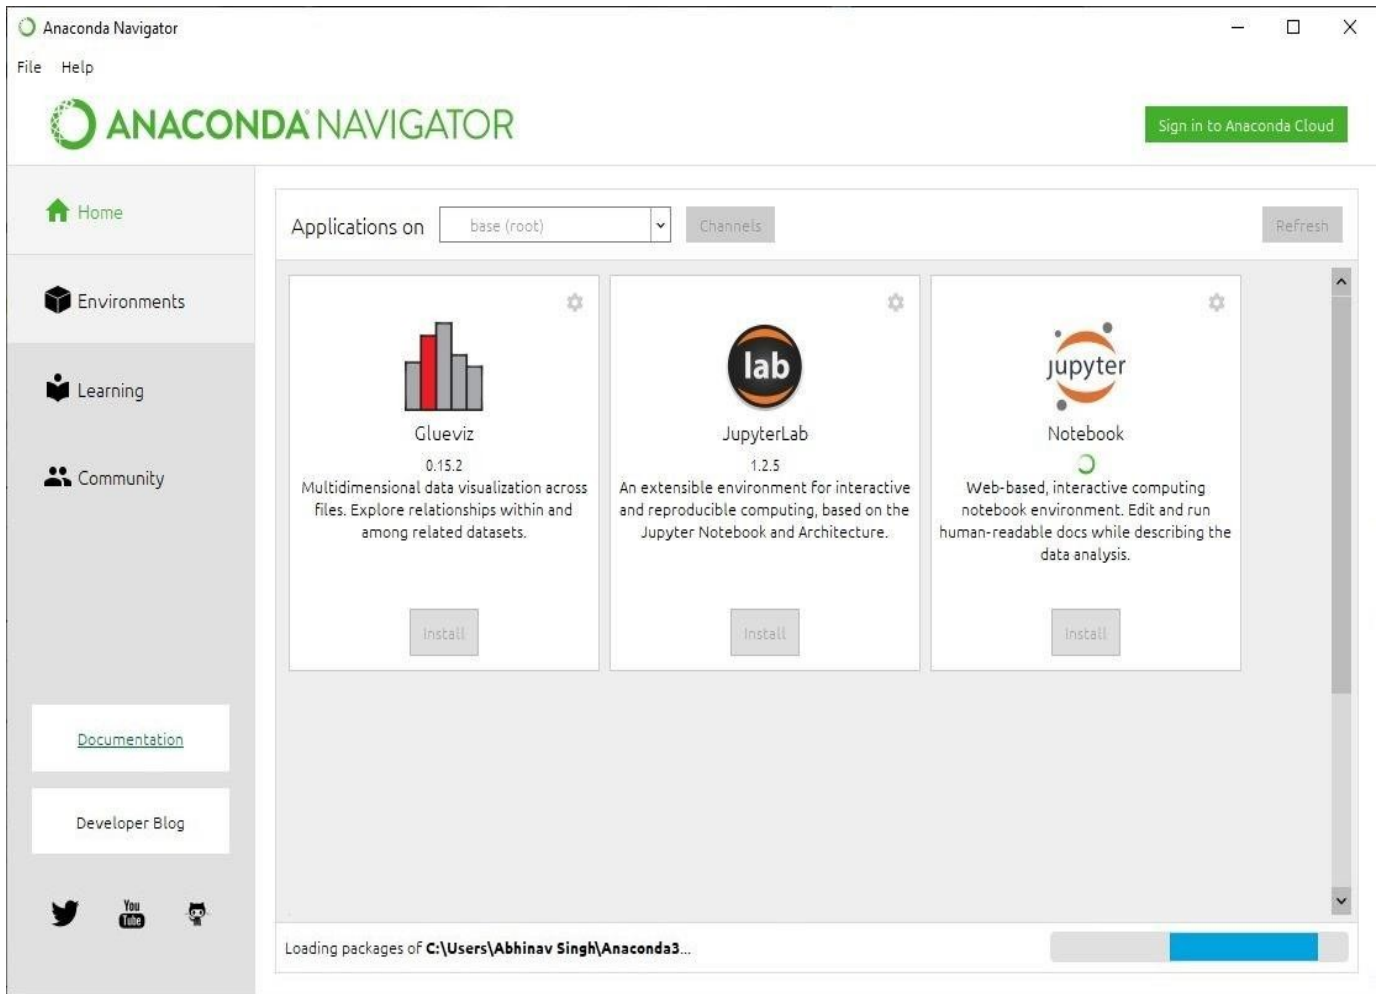 Anaconda Navigator
File Help
ANACONDA NAVIGATOR
Sign in to Anaconda Cloud
Home
Environments
Learning
Community
Documentation
Developer Blog
You
Tube
Applications on base (root) Channels Refresh
Glueviz
0.15.2
Multidimensional data visualization across
files. Explore relationships within and
among related datasets.
Install
lab
JupyterLab
1.2.5
An extensible environment for interactive
and reproducible computing, based on the
Jupyter Notebook and Architecture.
Install
jupyter
Notebook
Web-based, interactive computing
notebook environment. Edit and run
human-readable docs while describing the
data analysis.
Install
Loading packages of C:\Users\Abhinav Singh\Anaconda3...